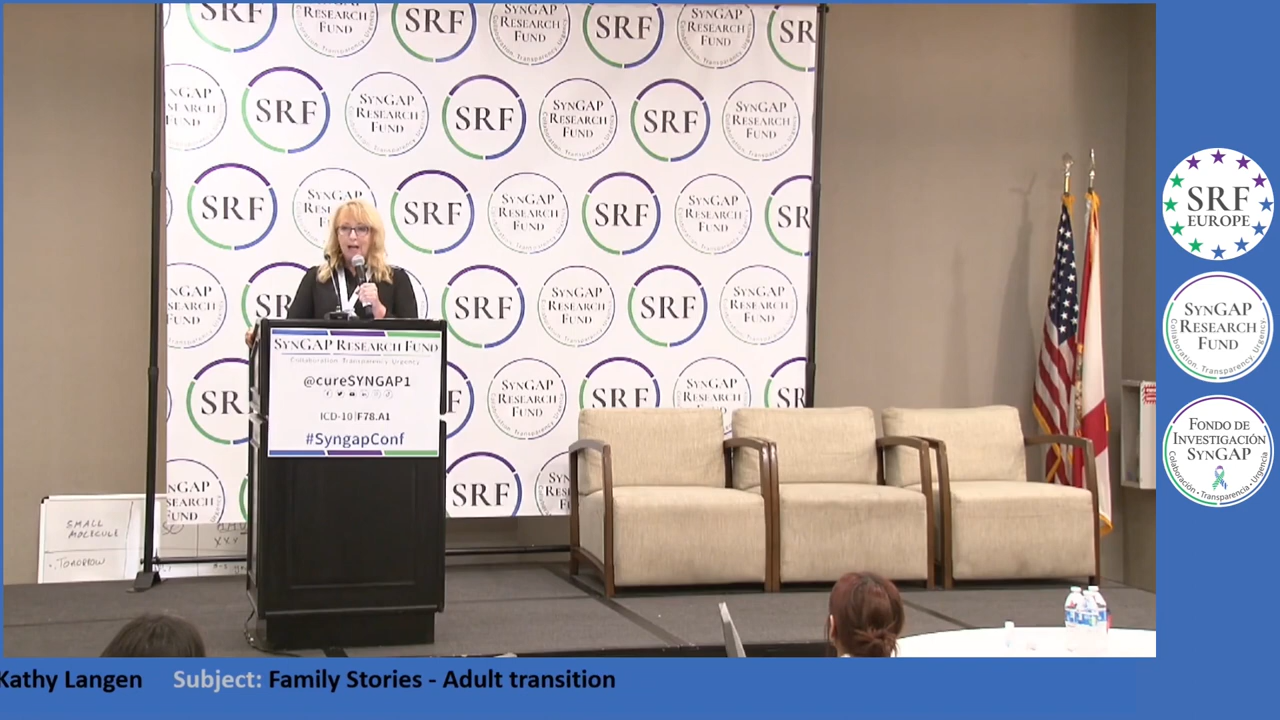 SRF
SynGAP
Research
Fund
Collaboration, Transparency, Urgency
SynGAP Research Fund
Collaboration, Transparency, Urgency
@cureSYNGAP1
ICD-10 F78.A1
#SyngapConf
SMALL
MOLECULE
TOMORROW
SRF
EUROPE
SynGAP
Research
Fund
Collaboration, Transparency, Urgency
Fondo de
Investigación
SynGAP
Colaboración • Transparencia • Urgencia
Kathy Langen Subject: Family Stories - Adult transition